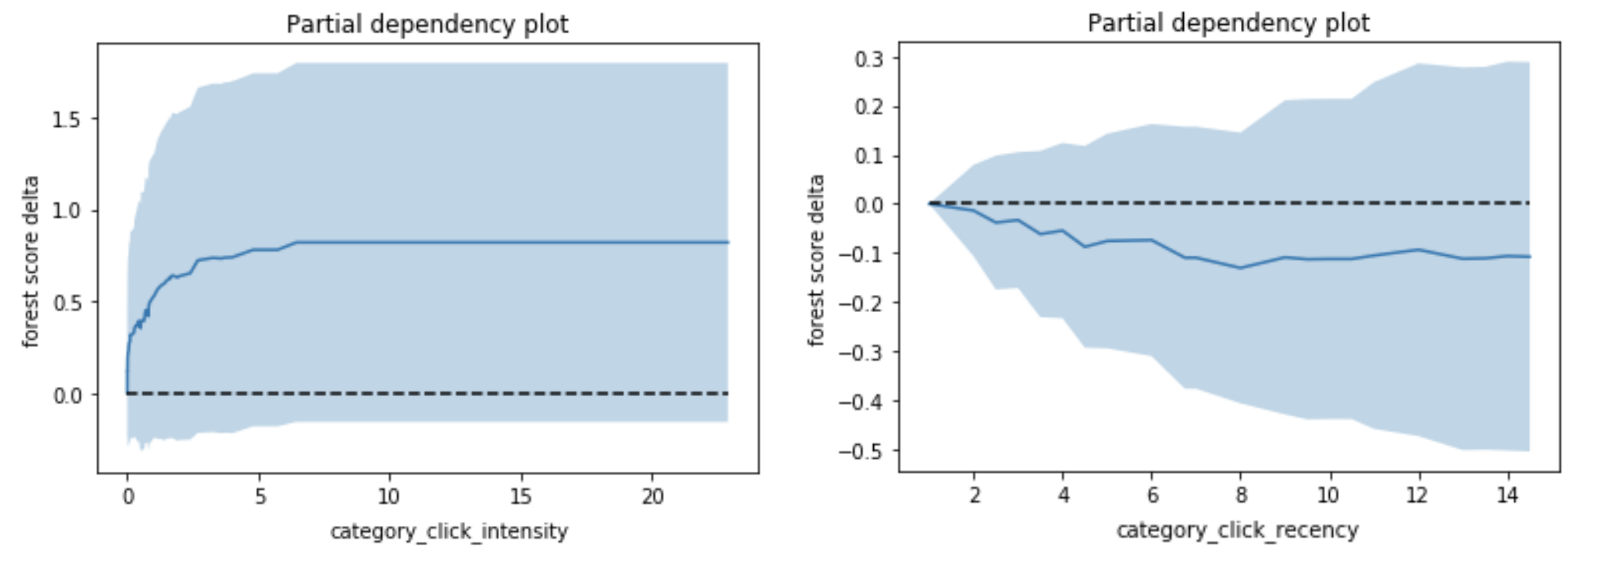 Partial dependency plot
forest score delta
1.5
1.0
0.5
0.0
0 5 10 15 20
category_click_intensity
Partial dependency plot
forest score delta
0.3
0.2
0.1
0.0
−0.1
−0.2
−0.3
−0.4
−0.5
2 4 6 8 10 12 14
category_click_recency